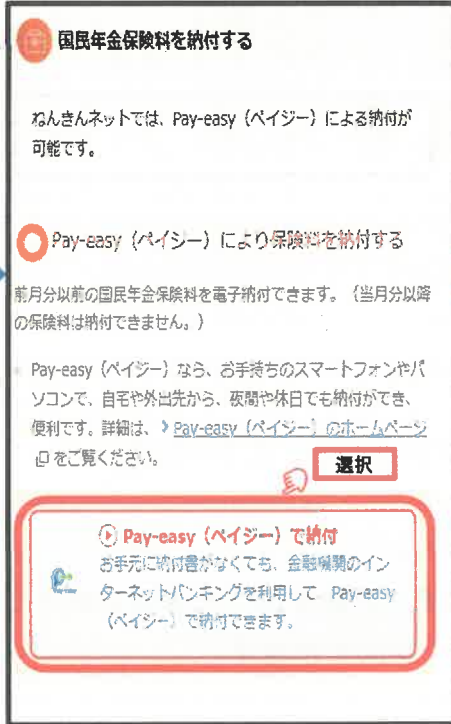 国民年金保険料を納付する
ねんきんネットでは、Pay-easy（ペイジー）による納付が
可能です。
Pay-easy（ペイジー）により保険料を納付する
前月分以前の国民年金保険料を電子納付できます。（当月分以降
の保険料は納付できません。）
Pay-easy（ペイジー）なら、お手持ちのスマートフォンやパ
ソコンで、自宅や外出先から、夜間や休日でも納付ができ、
便利です。詳細は、Pay-easy（ペイジー）のホームページ
をご覧ください。
選択
Pay-easy（ペイジー）で納付
お手元に納付書がなくても、金融機関のイン
ターネットバンキングを利用して Pay-easy
（ペイジー）で納付できます。